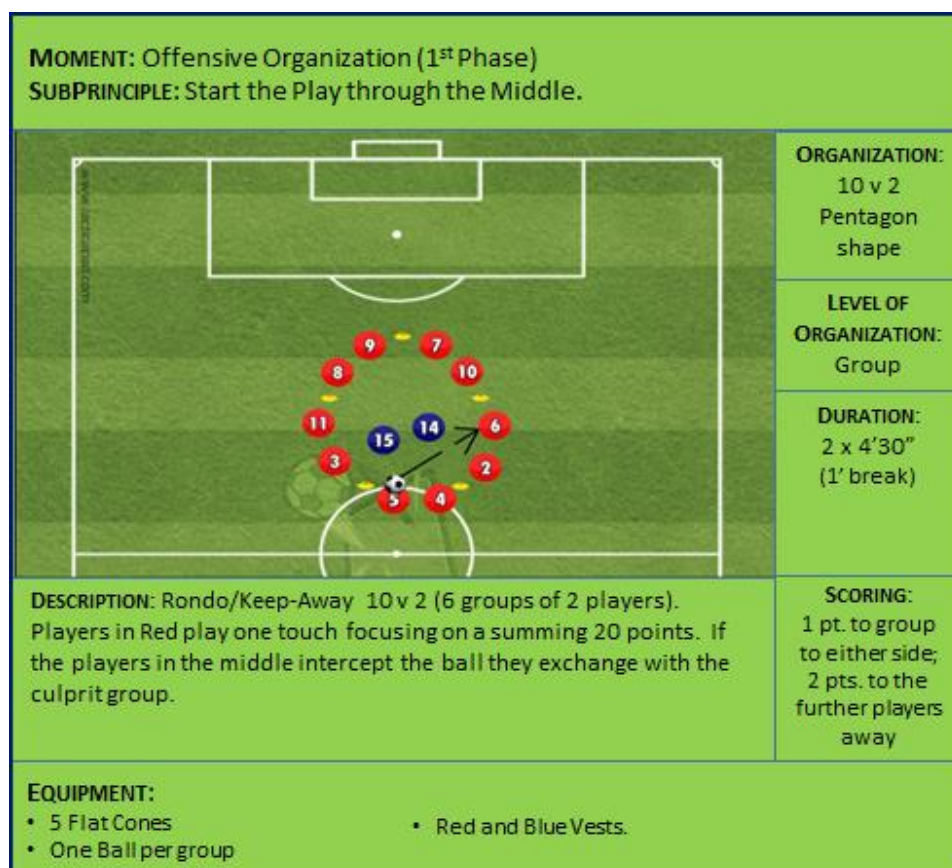 MOMENT: Offensive Organization (1st Phase)
SUBPRINCIPLE: Start the Play through the Middle.
ORGANIZATION:
10 v 2
Pentagon
shape
LEVEL OF
ORGANIZATION:
Group
DURATION:
2 x 4’30”
(1’ break)
9
7
8
10
11
14
6
15
3
2
5
4
DESCRIPTION: Rondo/Keep-Away 10 v 2 (6 groups of 2 players).
Players in Red play one touch focusing on a summing 20 points. If
the players in the middle intercept the ball they exchange with the
culprit group.
SCORING:
1 pt. to group
to either side;
2 pts. to the
further players
away
EQUIPMENT:
• 5 Flat Cones
• One Ball per group
• Red and Blue Vests.